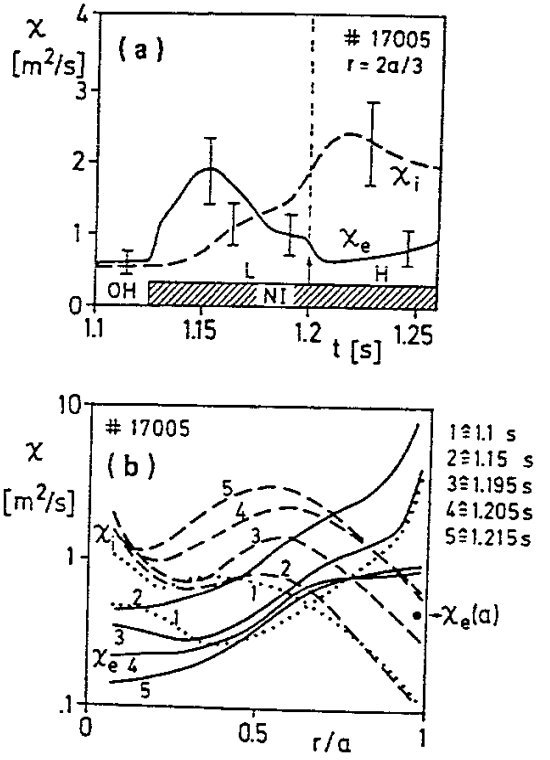 4
χ
(a)
# 17005
[m²/s]
r = 2a/3
3
2
χi
1
χe
L
H
OH
NI
0
1.1
1.15
1.2
1.25
t [s]
10
# 17005
1≙1.1 s
χ
(b)
2≙1.15 s
[m²/s]
5
3≙1.195s
4
4≙1.205s
χi
3
5≙1.215s
1
2
1
2
1
χe(a)
3
χe
4
5
.1
0
0.5
1
r/a